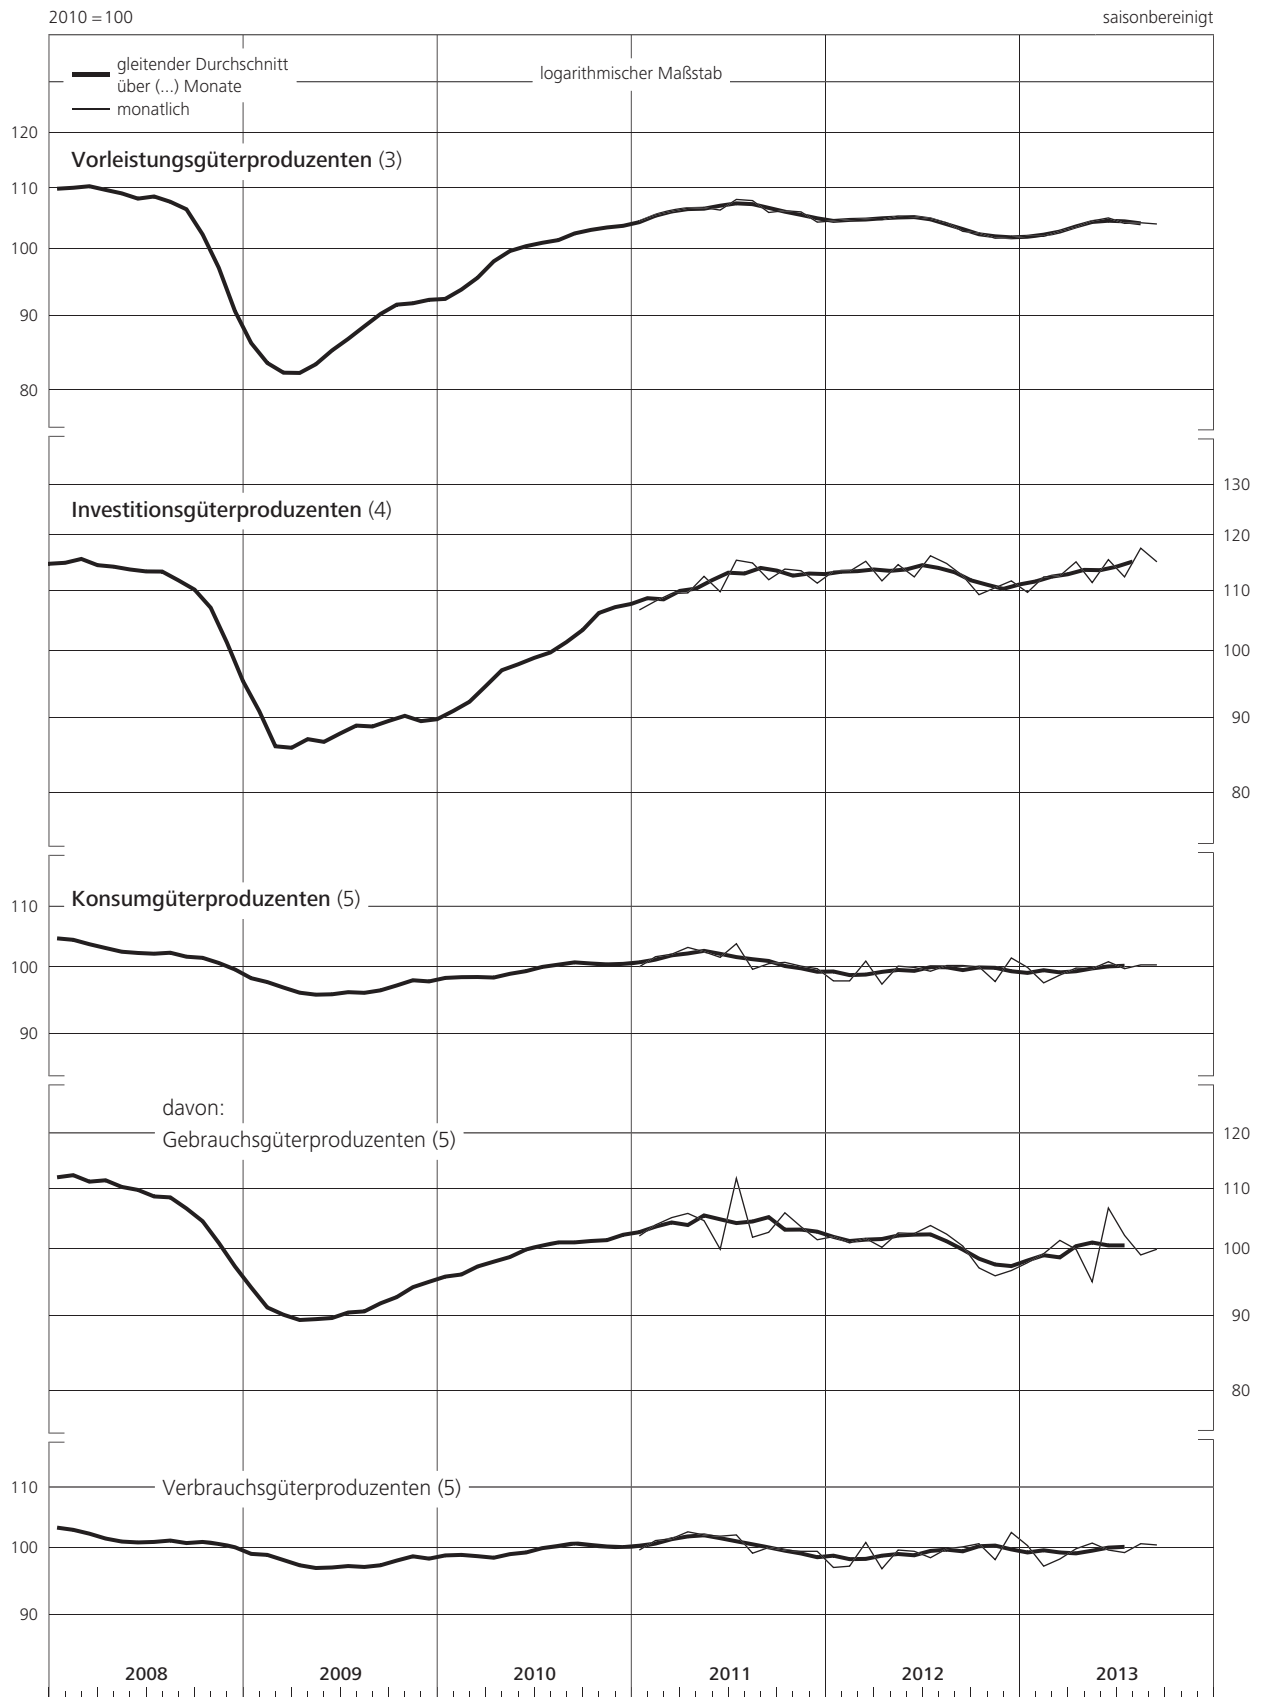 2010 = 100
saisonbereinigt
gleitender Durchschnitt
über (...) Monate
monatlich
logarithmischer Maßstab
120
Vorleistungsgüterproduzenten (3)
110
100
90
80
130
Investitionsgüterproduzenten (4)
120
110
100
90
80
Konsumgüterproduzenten (5)
110
100
90
davon:
Gebrauchsgüterproduzenten (5)
120
110
100
90
80
Verbrauchsgüterproduzenten (5)
110
100
90
2008 2009 2010 2011 2012 2013